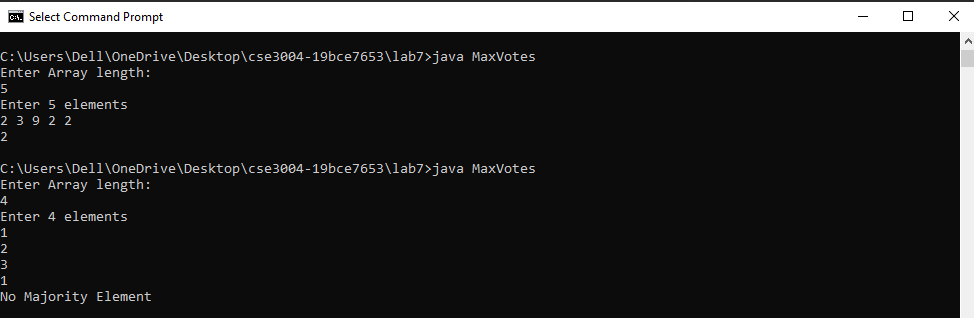 Select Command Prompt
C:\Users\Dell\OneDrive\Desktop\cse3004-19bce7653\lab7>java MaxVotes
Enter Array length:
5
Enter 5 elements
2 3 9 2 2
2
C:\Users\Dell\OneDrive\Desktop\cse3004-19bce7653\lab7>java MaxVotes
Enter Array length:
4
Enter 4 elements
1
2
3
1
No Majority Element